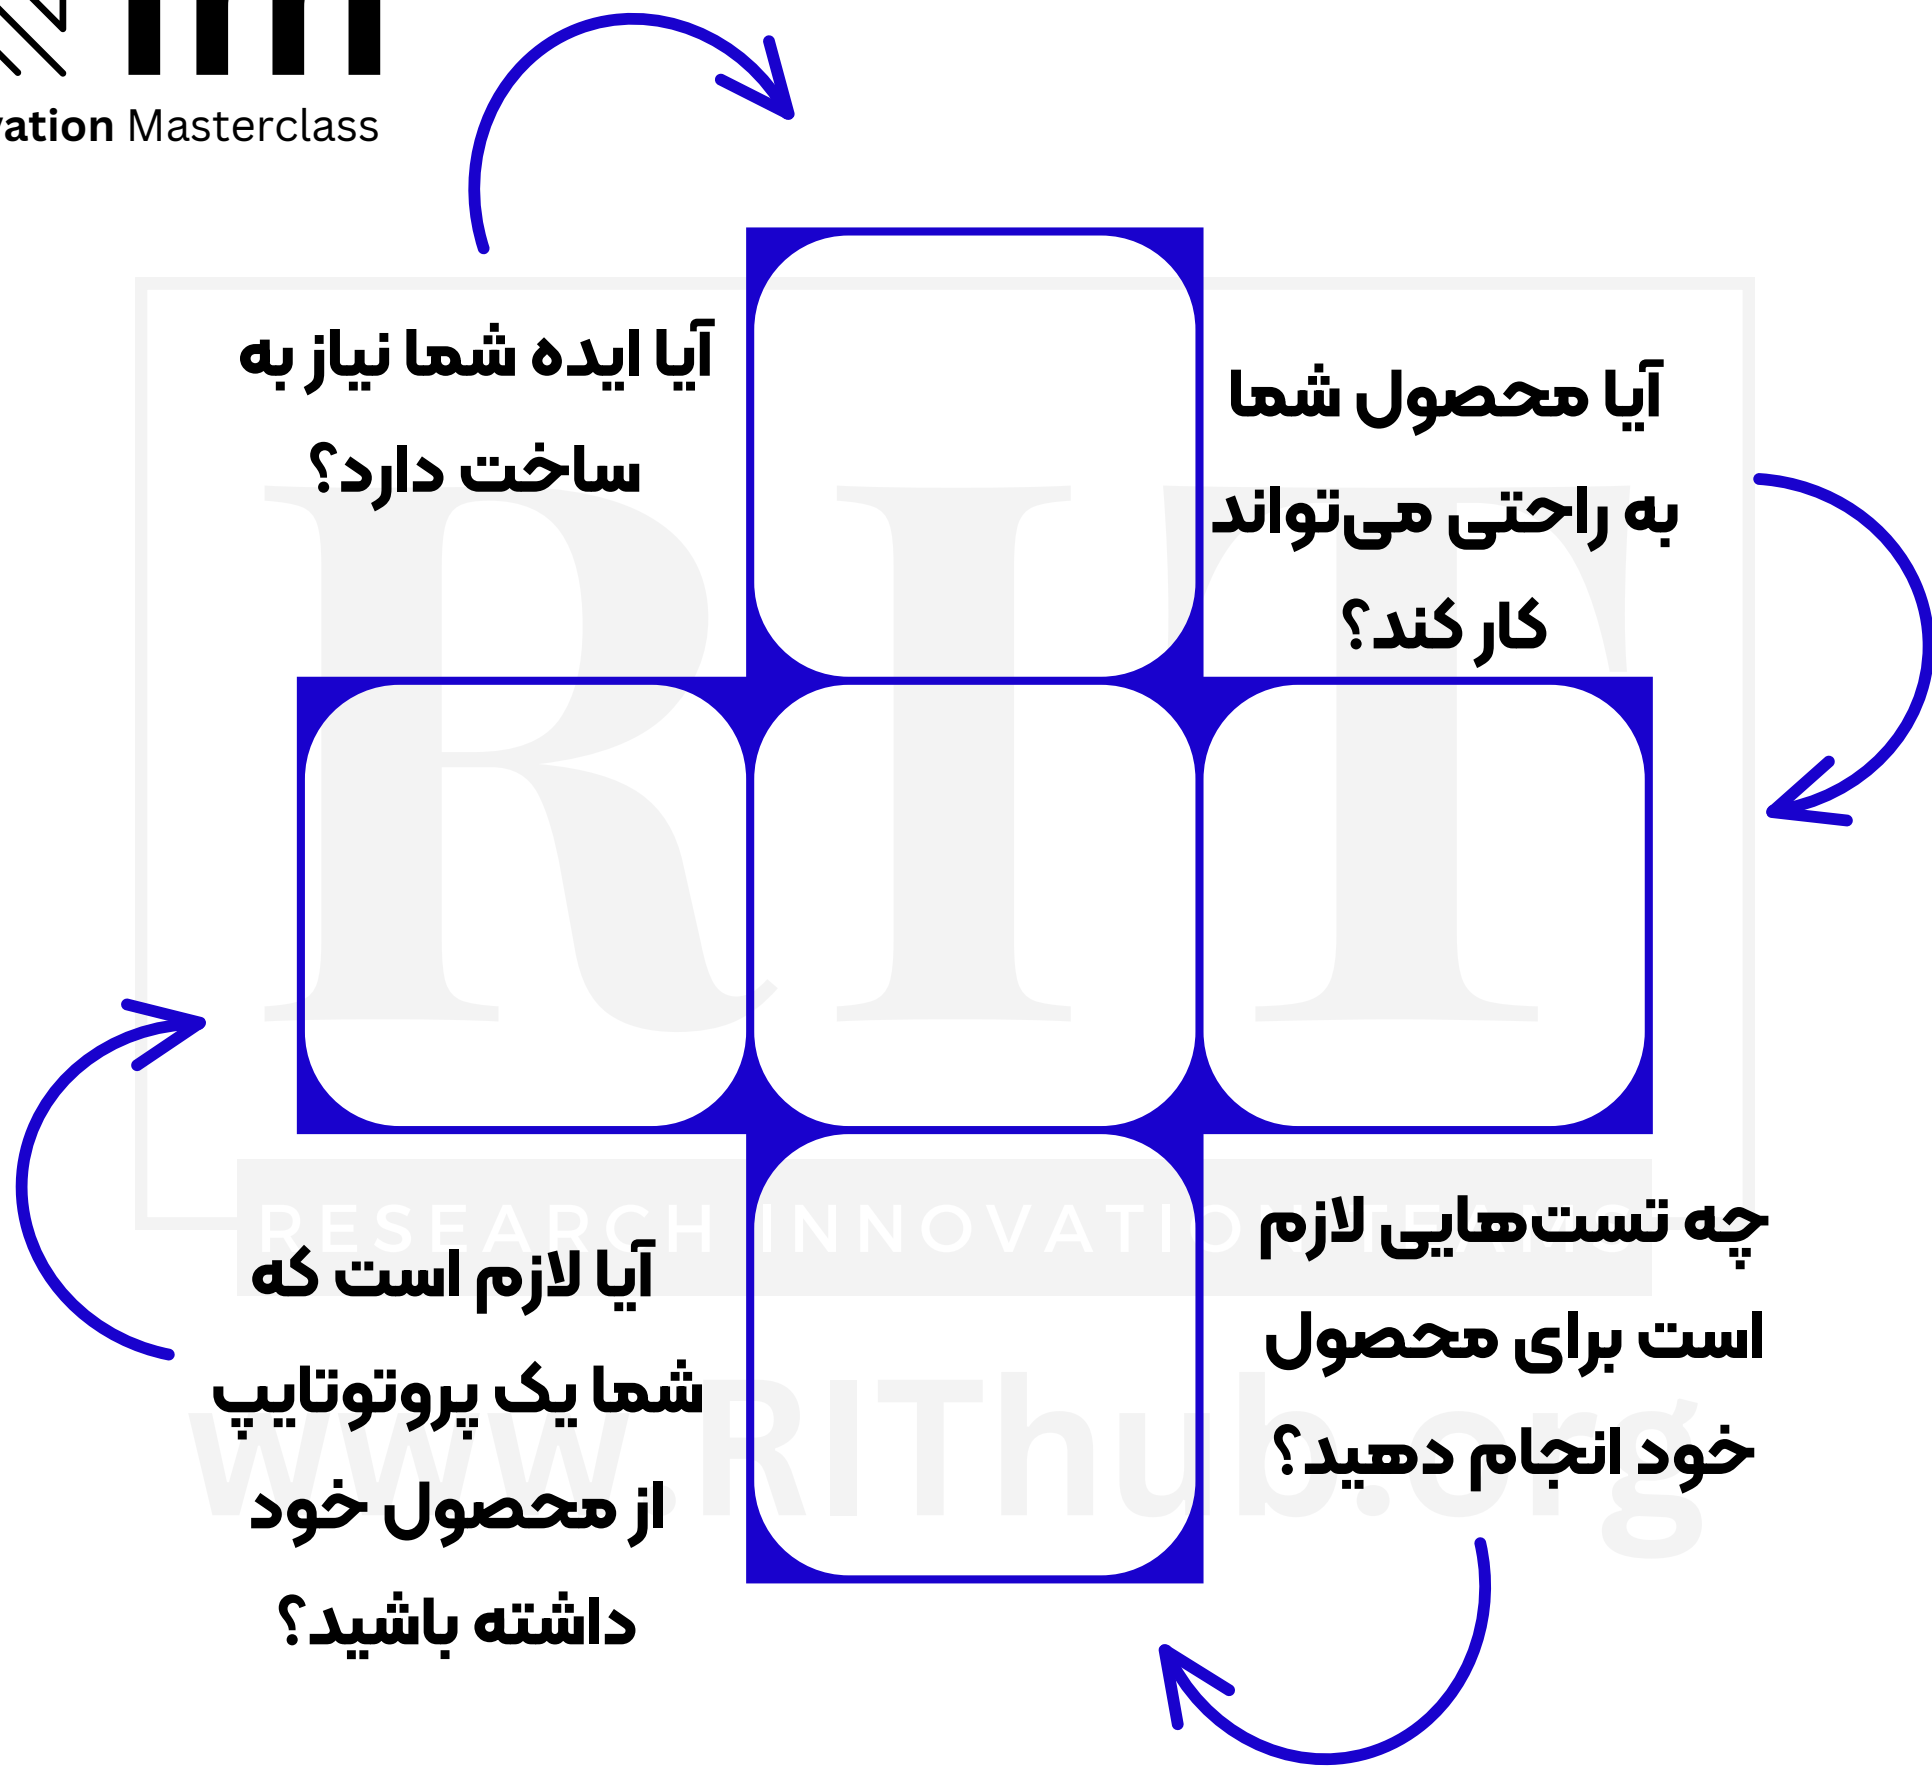 Masterclass
آیا ایده شما نیاز به
ساخت دارد؟
آیا محصول شما
به راحتی می‌تواند
کار کند؟
آیا لازم است که
شما یک پروتوتایپ
از محصول خود
داشته باشید؟
چه تست‌هایی لازم
است برای محصول
خود انجام دهید؟
RIT
RESEARCH INNOVATION TEAMS
www.RIThub.org